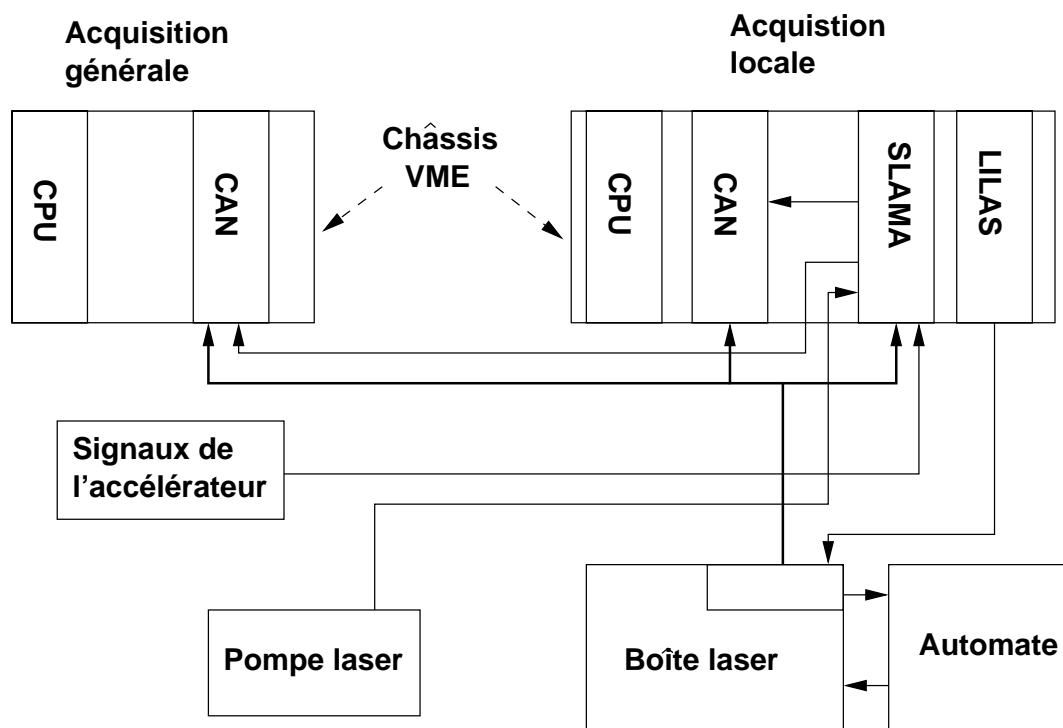 Acquisition
générale
Acquistion
locale
Châssis
VME
CPU
CAN
CPU
CAN
SLAMA
LILAS
Signaux de
l’accélérateur
Pompe laser
Boîte laser
Automate